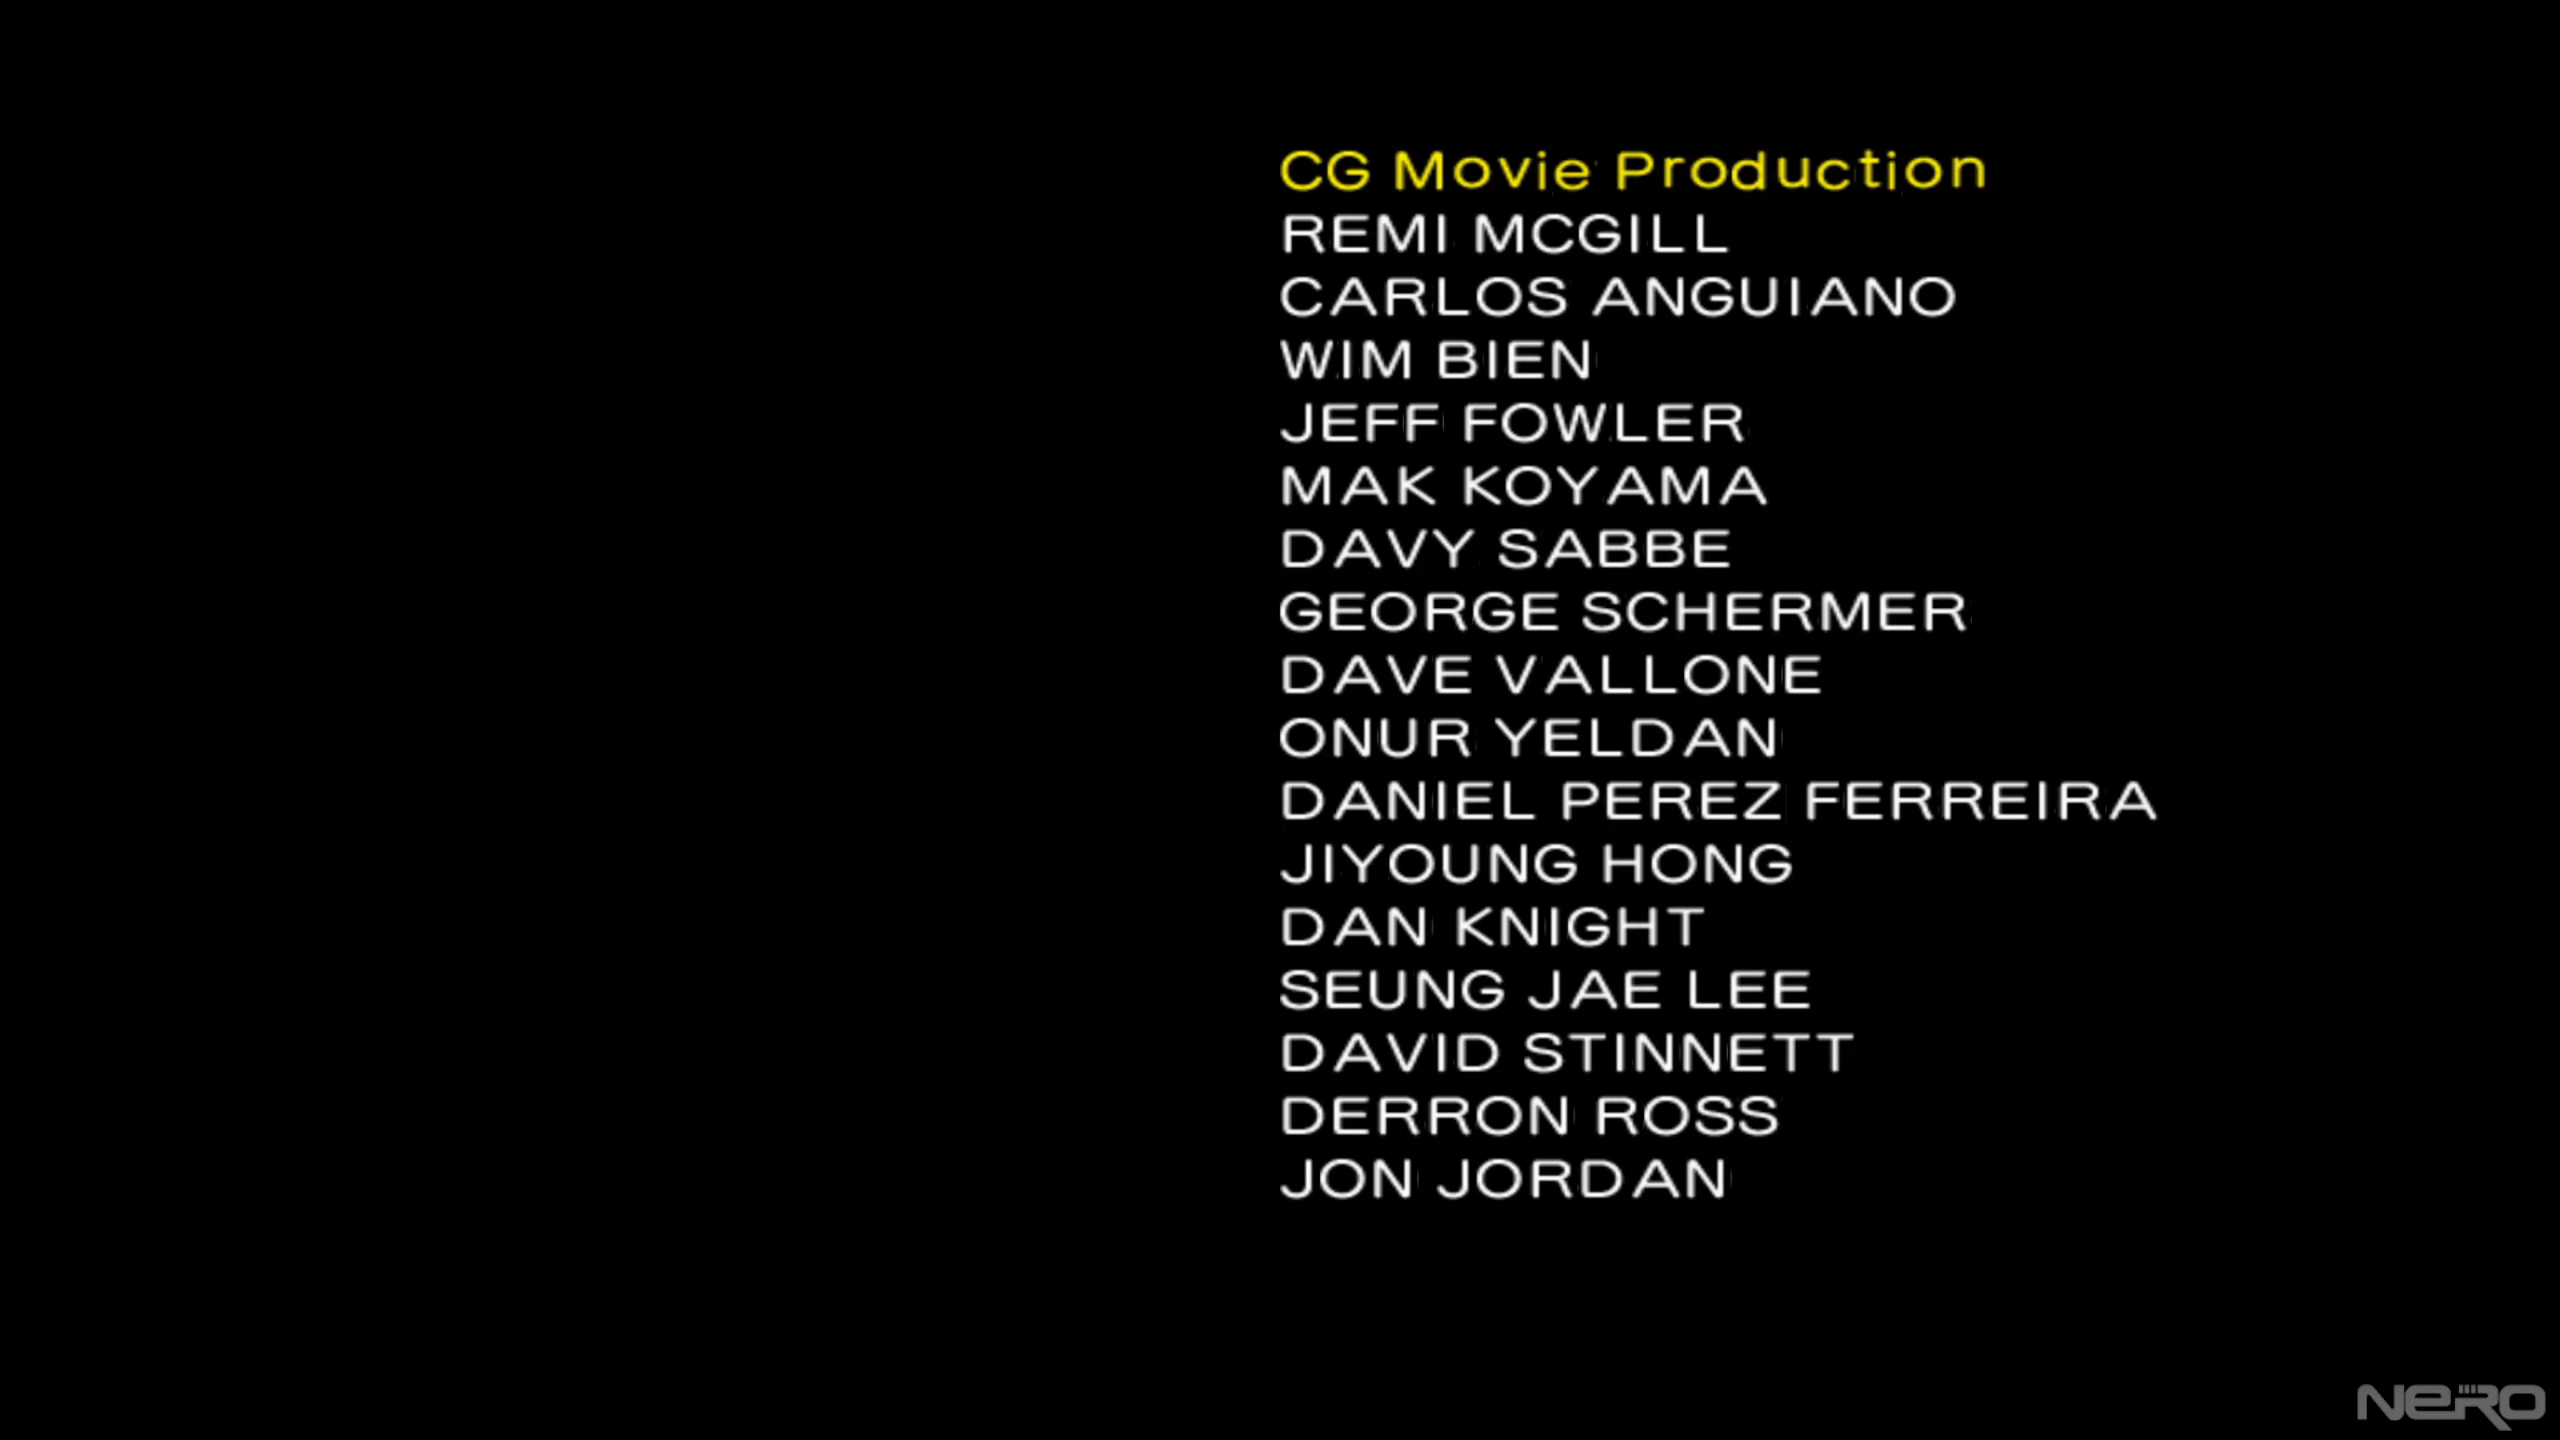 CG Movie Production
REMI MCGILL
CARLOS ANGUIANO
WIM BIEN
JEFF FOWLER
MAK KOYAMA
DAVY SABBE
GEORGE SCHERMER
DAVE VALLONE
ONUR YELDAN
DANIEL PEREZ FERREIRA
JIYOUNG HONG
DAN KNIGHT
SEUNG JAE LEE
DAVID STINNETT
DERRON ROSS
JON JORDAN
NeRO